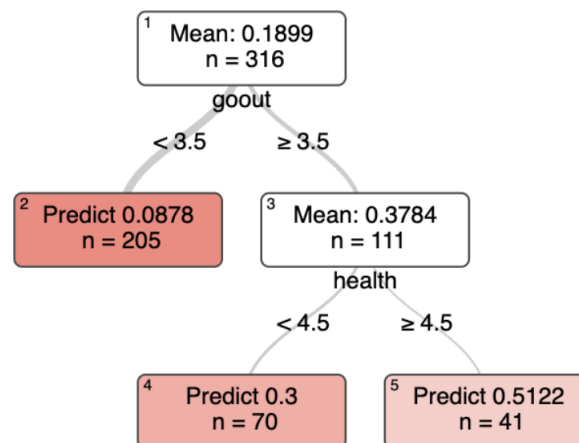 1
Mean: 0.1899
n = 316
goout
< 3.5
≥ 3.5
2
Predict 0.0878
n = 205
3
Mean: 0.3784
n = 111
health
< 4.5
≥ 4.5
4
Predict 0.3
n = 70
5
Predict 0.5122
n = 41